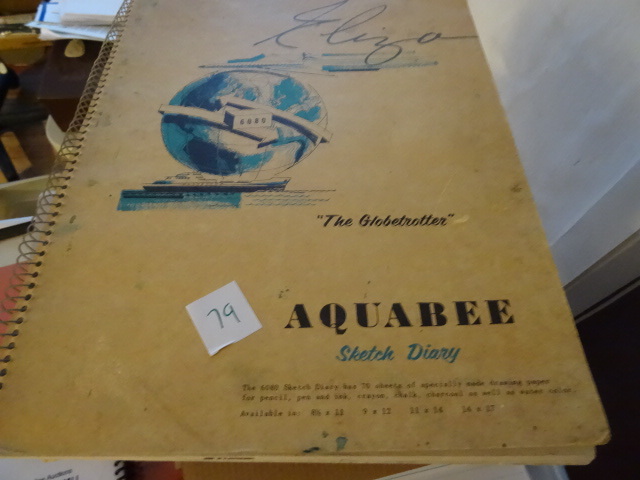 Eliza
6080
"The Globetrotter"
79
AQUABEE
Sketch Diary
The 6080 Sketch Diary has 70 sheets of specially made drawing paper
for pencil, pen and ink, crayon, chalk, charcoal as well as water color.
Available in: 8½ x 11 9 x 12 11 x 14 14 x 17